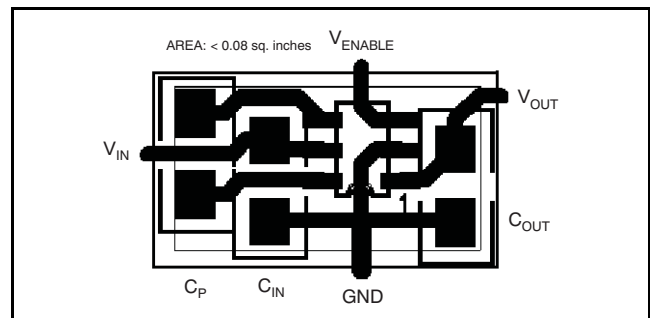 AREA: < 0.08 sq. inches
VENABLE
VOUT
VIN
1
COUT
CP
CIN
GND